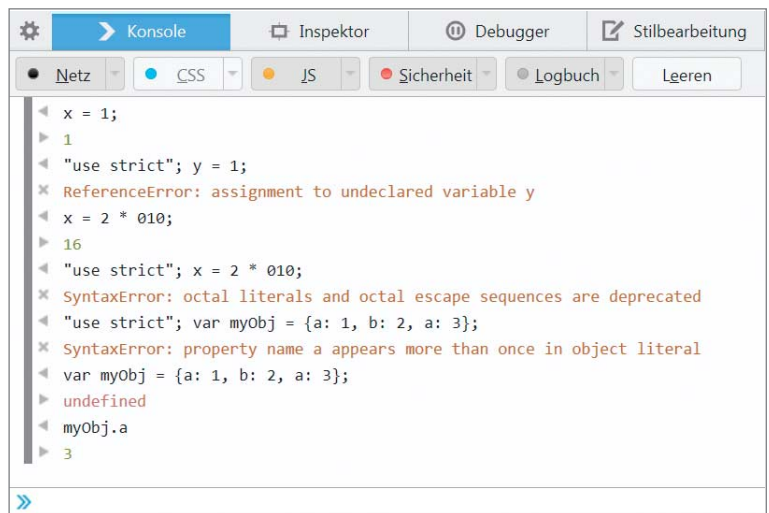 Konsole Inspektor Debugger Stilbearbeitung
Netz CSS JS Sicherheit Logbuch Leeren
x = 1;
1
"use strict"; y = 1;
ReferenceError: assignment to undeclared variable y
x = 2 * 010;
16
"use strict"; x = 2 * 010;
SyntaxError: octal literals and octal escape sequences are deprecated
"use strict"; var myObj = {a: 1, b: 2, a: 3};
SyntaxError: property name a appears more than once in object literal
var myObj = {a: 1, b: 2, a: 3};
undefined
myObj.a
3